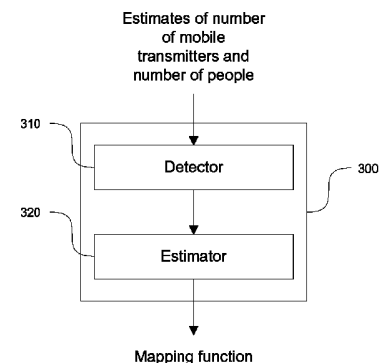 Estimates of number
of mobile
transmitters and
number of people
310
Detector
300
320
Estimator
Mapping function